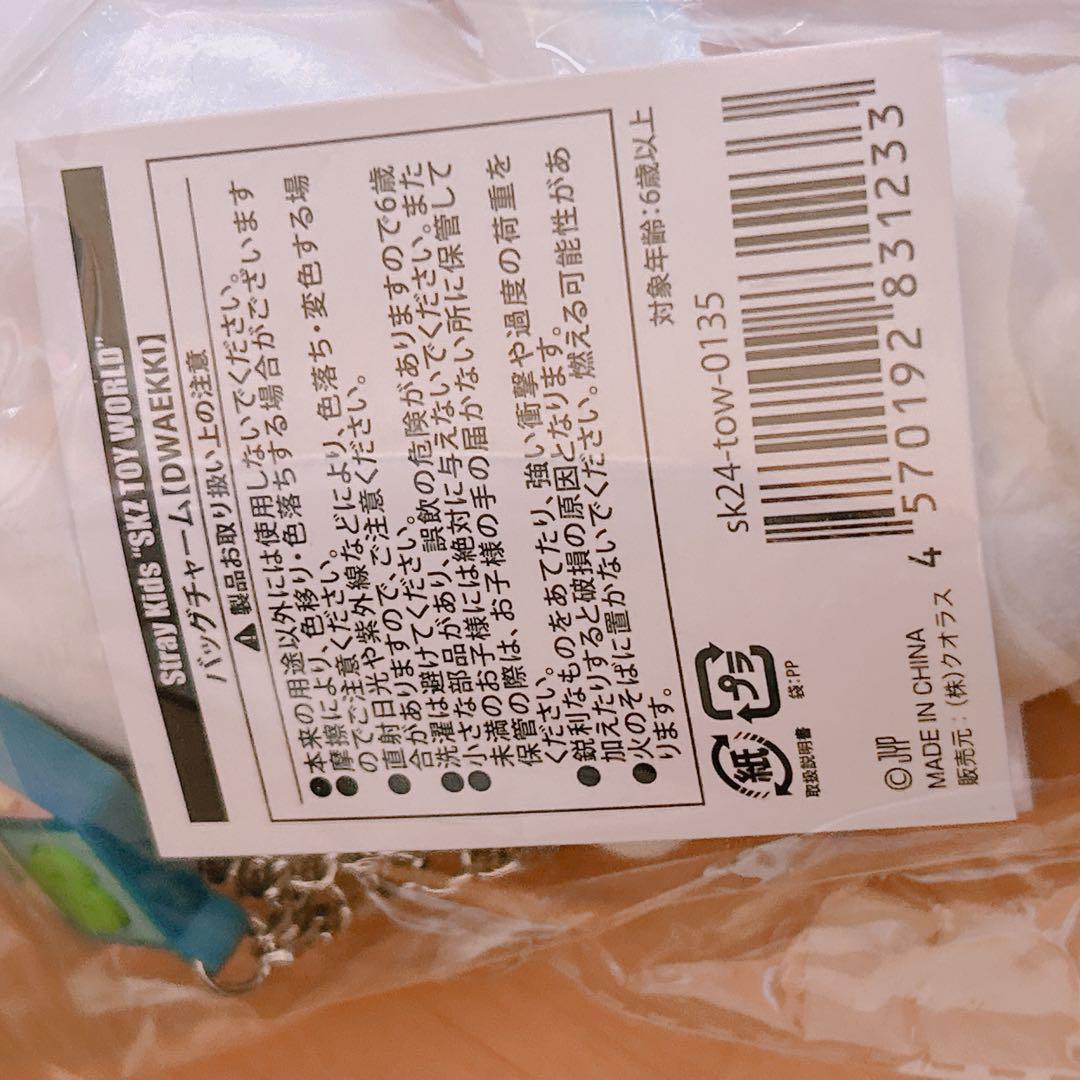 Stray Kids "SKZ TOY WORLD"
バッグチャーム【DWAEKKI】
⚠ 製品お取り扱い上の注意
●本来の用途以外には使用しないでください。
●摩擦により、色移り・色落ちする場合がございます
のでご注意ください。
●直射日光や紫外線などにより、色落ち・変色する場
合がありますので、ご注意ください。
●洗濯は避けてください。
●小さな部品があり、誤飲の危険がありますので6歳
未満のお子様には絶対に与えないでください。また
保管の際は、お子様の手の届かない所に保管して
ください。
●鋭利なものをあてたり、強い衝撃や過度の荷重を
加えたりすると破損の原因となります。
●火のそばに置かないでください。燃える可能性があ
ります。
対象年齢:6歳以上
紙
取扱説明書
プラ
袋:PP
sk24-tow-0135
4 570192 831233
©JYP
MADE IN CHINA
販売元:(株)クオラス